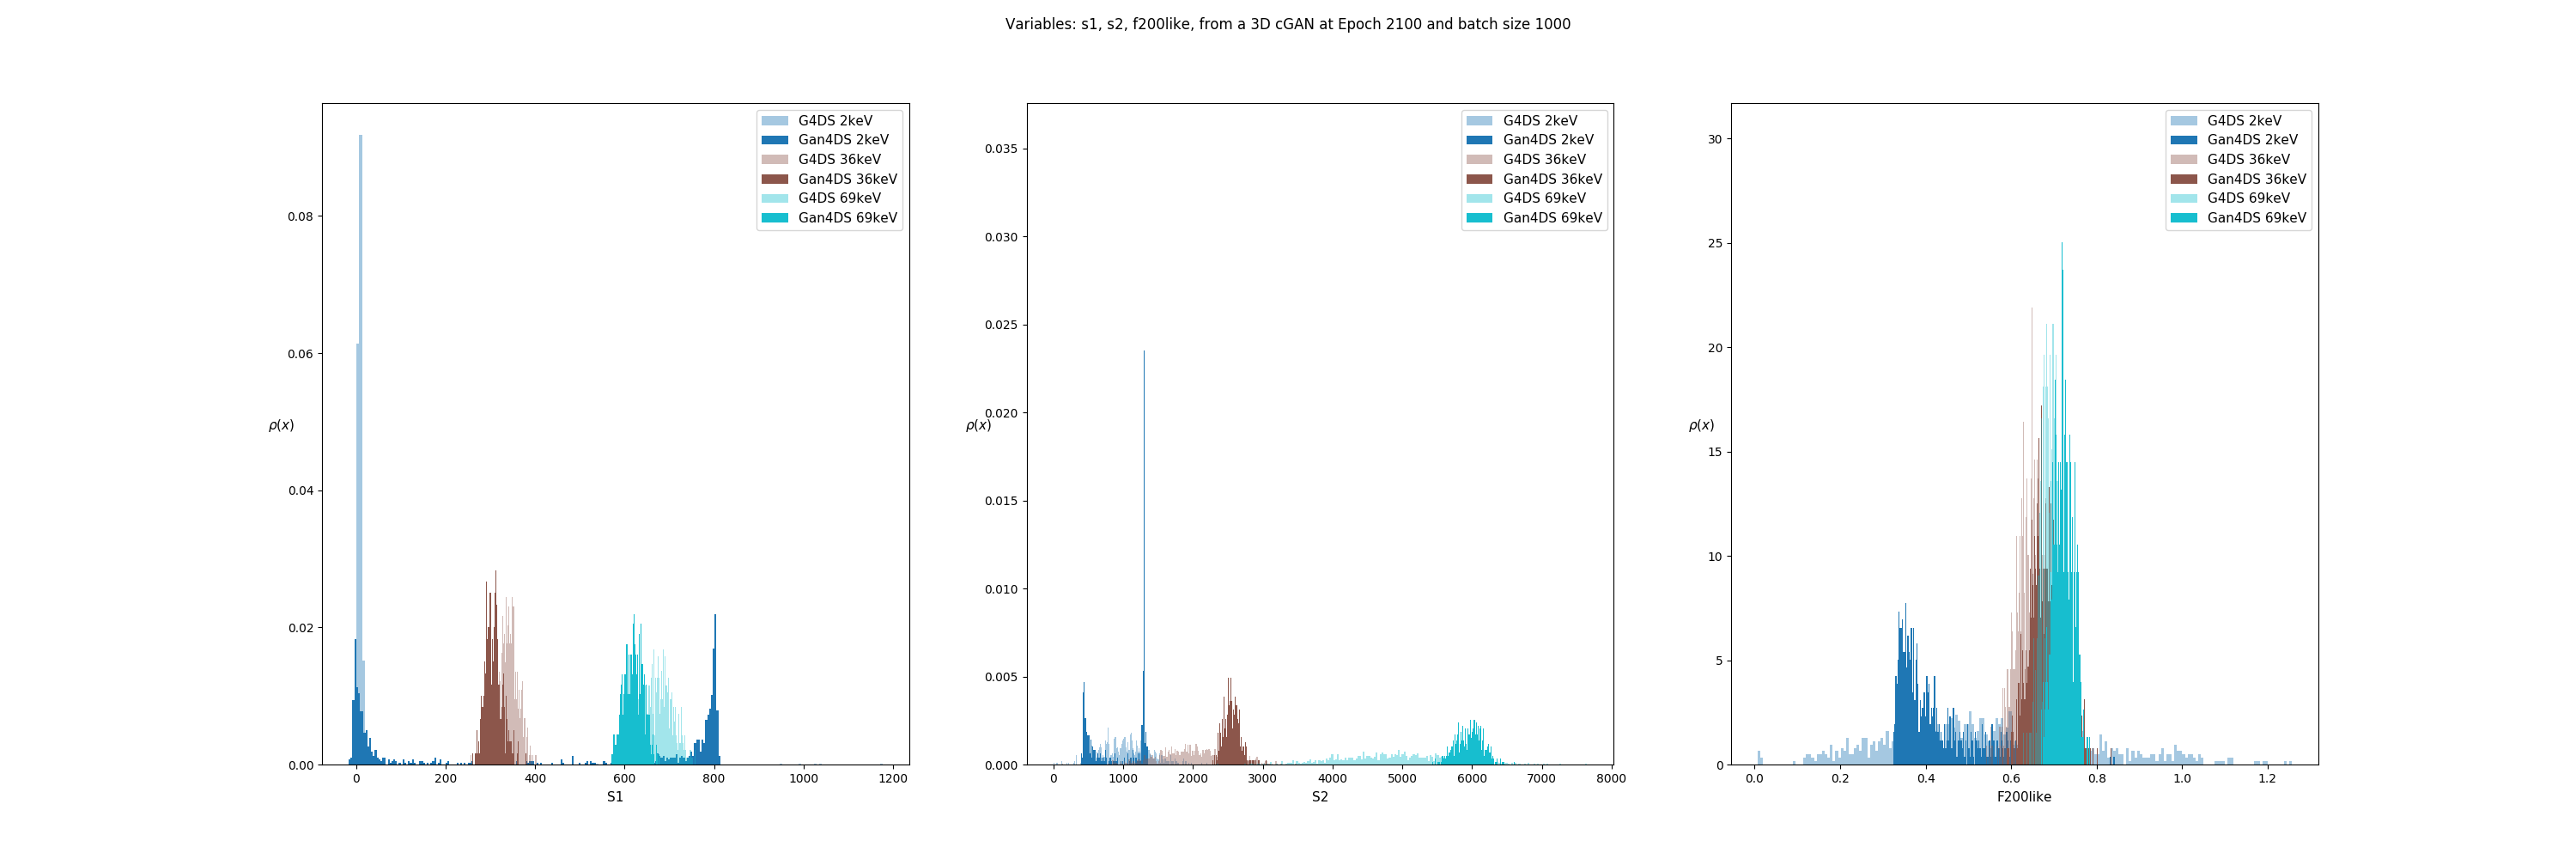 Variables: s1, s2, f200like, from a 3D cGAN at Epoch 2100 and batch size 1000
0.08
0.06
0.04
0.02
0.00
ρ(x)
0 200 400 600 800 1000 1200
S1
G4DS 2keV
Gan4DS 2keV
G4DS 36keV
Gan4DS 36keV
G4DS 69keV
Gan4DS 69keV
0.035
0.030
0.025
0.020
0.015
0.010
0.005
0.000
ρ(x)
0 1000 2000 3000 4000 5000 6000 7000 8000
S2
G4DS 2keV
Gan4DS 2keV
G4DS 36keV
Gan4DS 36keV
G4DS 69keV
Gan4DS 69keV
30
25
20
15
10
5
0
ρ(x)
0.0 0.2 0.4 0.6 0.8 1.0 1.2
F200like
G4DS 2keV
Gan4DS 2keV
G4DS 36keV
Gan4DS 36keV
G4DS 69keV
Gan4DS 69keV